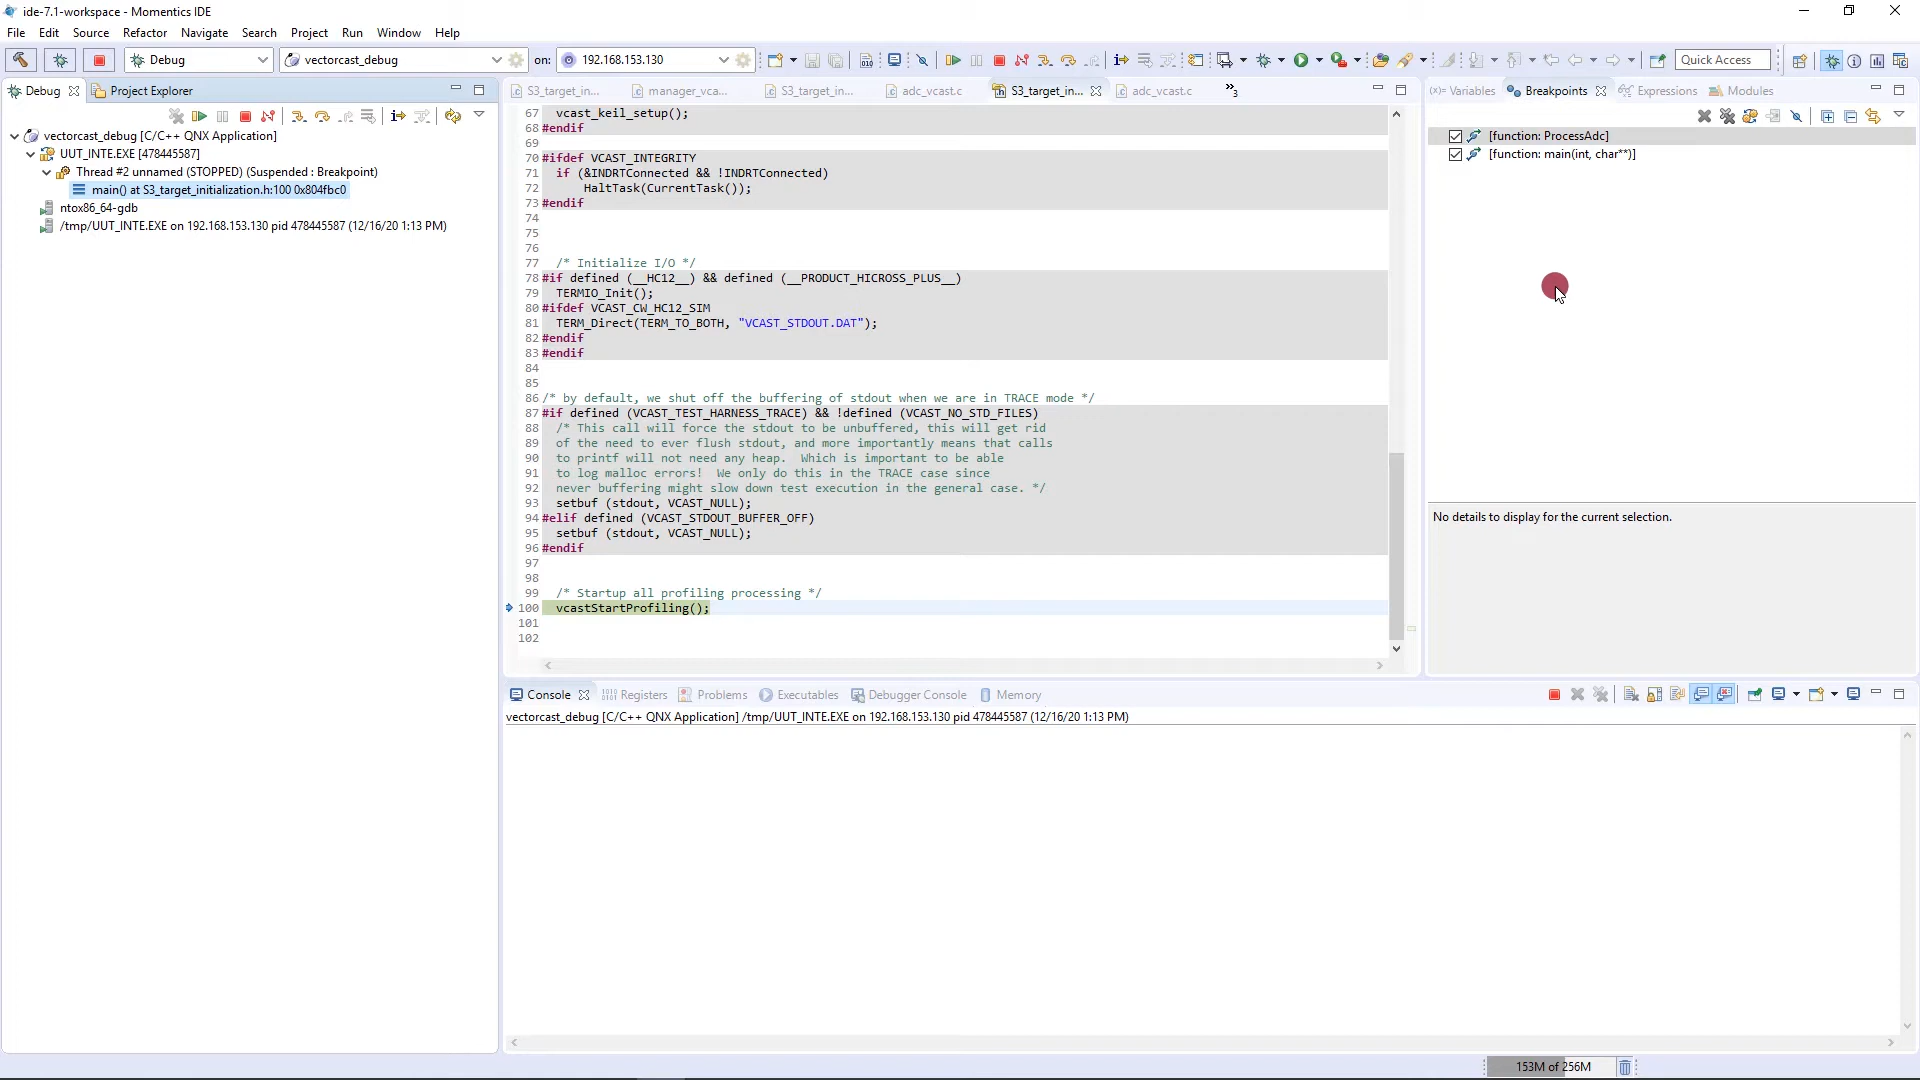 ide-7.1-workspace - Momentics IDE
File Edit Source Refactor Navigate Search Project Run Window Help
Debug vectorcast_debug on: 192.168.153.130 Quick Access
Debug Project Explorer
vectorcast_debug [C/C++ QNX Application]
UUT_INTE.EXE [478445587]
Thread #2 unnamed (STOPPED) (Suspended : Breakpoint)
main() at S3_target_initialization.h:100 0x804fbc0
ntox86_64-gdb
/tmp/UUT_INTE.EXE on 192.168.153.130 pid 478445587 (12/16/20 1:13 PM)
S3_target_in... manager_vca... S3_target_in... adc_vcast.c S3_target_in... adc_vcast.c »3
67 vcast_keil_setup();
68 #endif
69
70 #ifdef VCAST_INTEGRITY
71 if (&INDRTConnected && !INDRTConnected)
72 HaltTask(CurrentTask());
73 #endif
74
75
76
77 /* Initialize I/O */
78 #if defined (__HC12__) && defined (__PRODUCT_HICROSS_PLUS__)
79 TERMIO_Init();
80 #ifdef VCAST_CW_HC12_SIM
81 TERM_Direct(TERM_TO_BOTH, "VCAST_STDOUT.DAT");
82 #endif
83 #endif
84
85
86 /* by default, we shut off the buffering of stdout when we are in TRACE mode */
87 #if defined (VCAST_TEST_HARNESS_TRACE) && !defined (VCAST_NO_STD_FILES)
88 /* This call will force the stdout to be unbuffered, this will get rid
89 of the need to ever flush stdout, and more importantly means that calls
90 to printf will not need any heap. Which is important to be able
91 to log malloc errors! We only do this in the TRACE case since
92 never buffering might slow down test execution in the general case. */
93 setbuf (stdout, VCAST_NULL);
94 #elif defined (VCAST_STDOUT_BUFFER_OFF)
95 setbuf (stdout, VCAST_NULL);
96 #endif
97
98
99 /* Startup all profiling processing */
100 vcastStartProfiling();
101
102
(x)= Variables Breakpoints Expressions Modules
[function: ProcessAdc]
[function: main(int, char**)]
No details to display for the current selection.
Console Registers Problems Executables Debugger Console Memory
vectorcast_debug [C/C++ QNX Application] /tmp/UUT_INTE.EXE on 192.168.153.130 pid 478445587 (12/16/20 1:13 PM)
153M of 256M